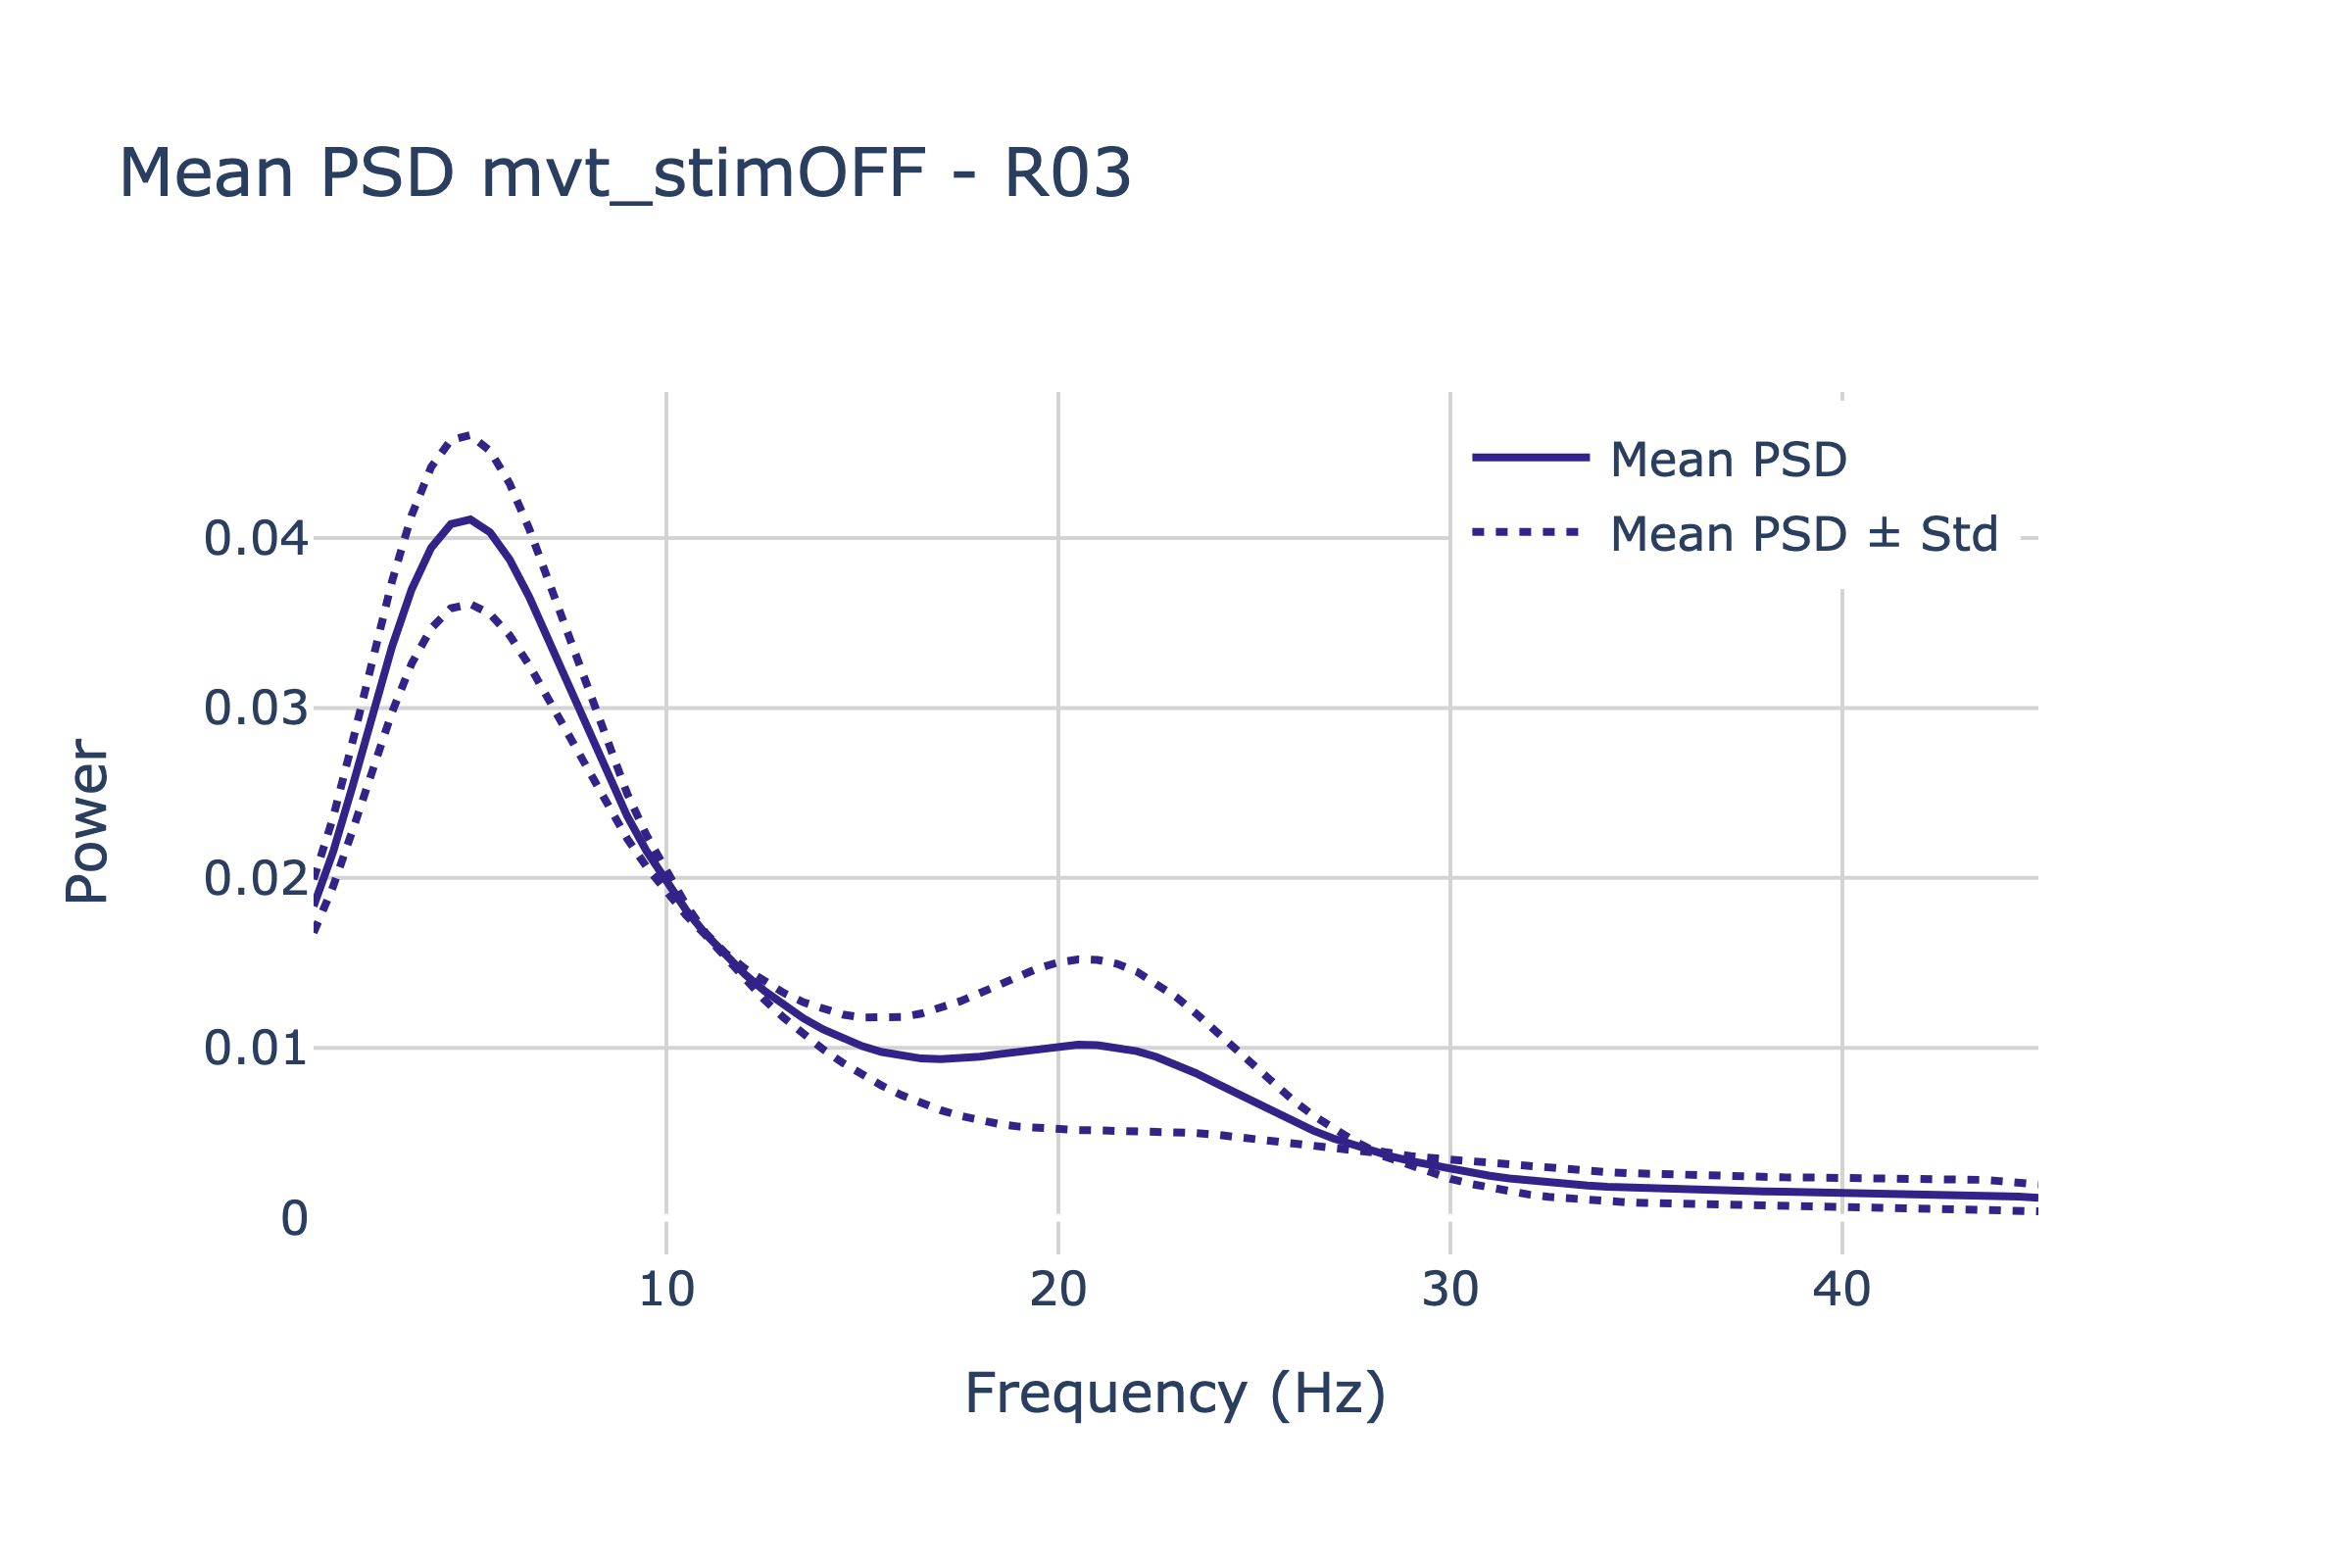 Mean PSD mvt_stimOFF - R03
Mean PSD
Mean PSD ± Std
0.04
0.03
0.02
0.01
0
Power
10 20 30 40
Frequency (Hz)